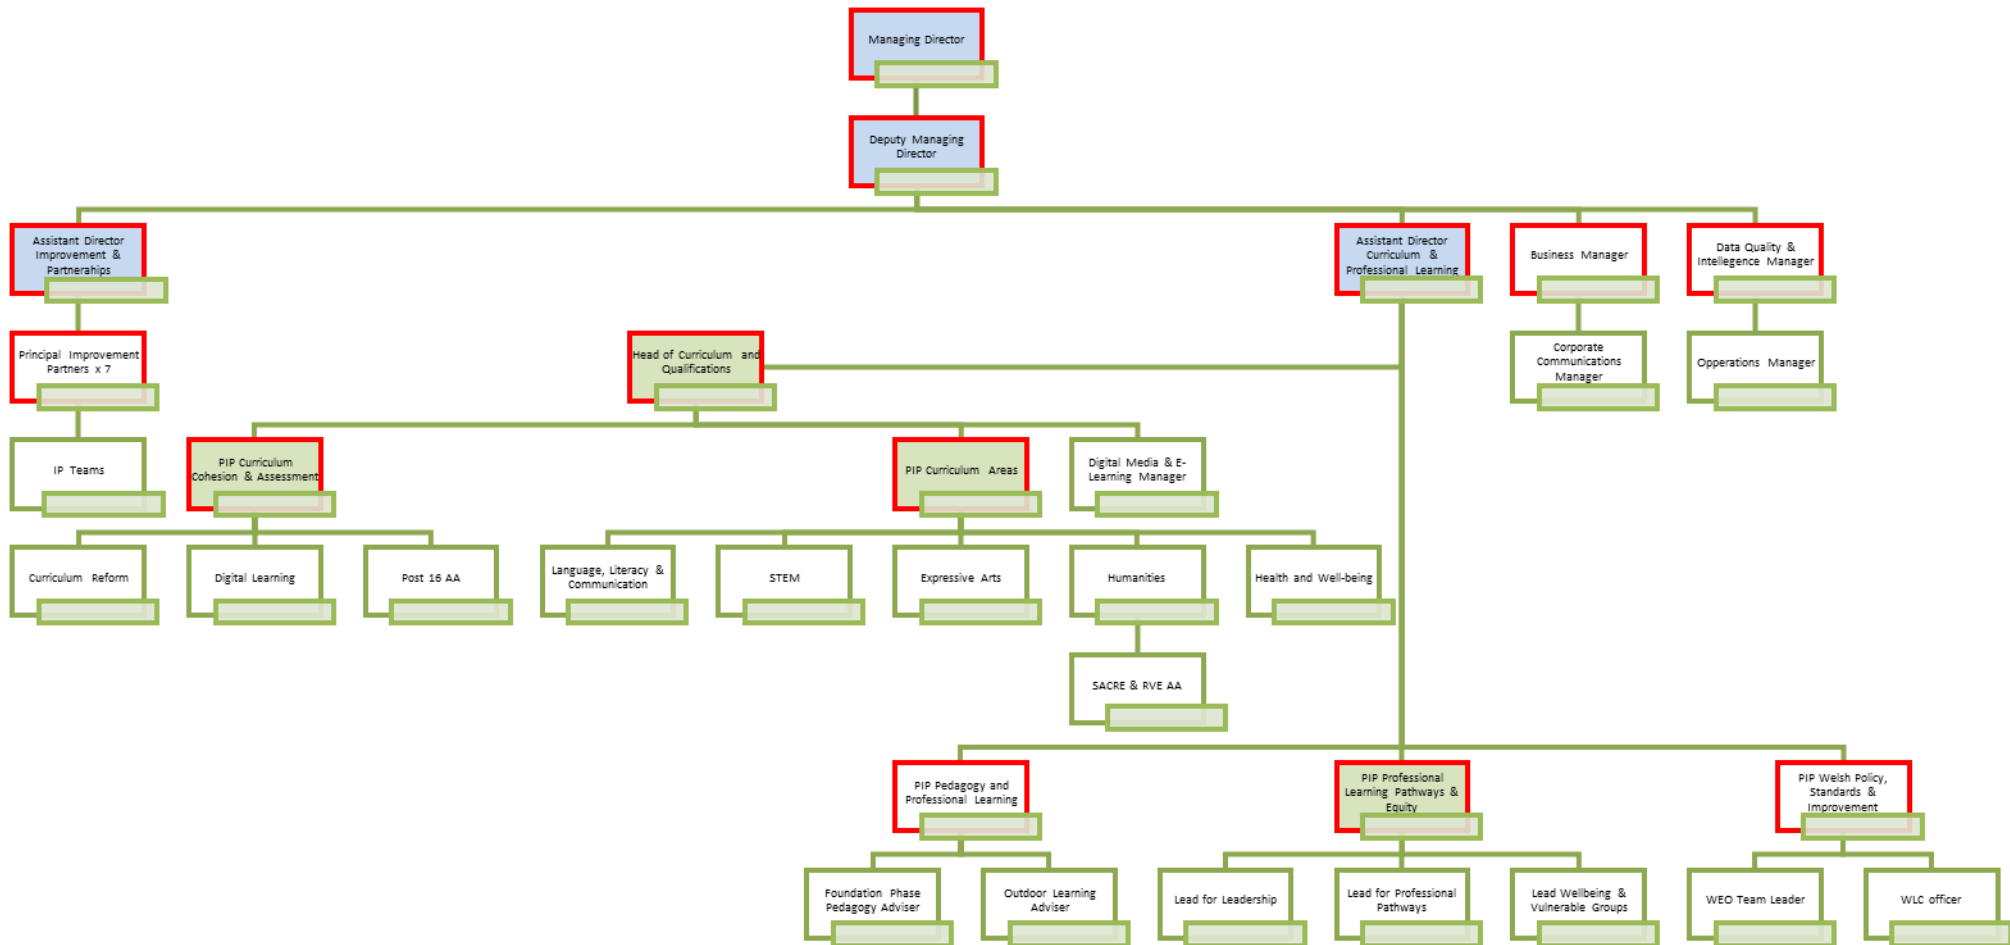 Managing Director
Deputy Managing
Director
Assistant Director
Improvement &
Partnerahips
Assistant Director
Curriculum &
Professional Learning
Business Manager
Data Quality &
Intellegence Manager
Principal Improvement
Partners x 7
Head of Curriculum and
Qualifications
Corporate
Communications
Manager
Opperations Manager
IP Teams
PIP Curriculum
Cohesion & Assessment
PIP Curriculum Areas
Digital Media & E-
Learning Manager
Curriculum Reform
Digital Learning
Post 16 AA
Language, Literacy &
Communication
STEM
Expressive Arts
Humanities
Health and Well-being
SACRE & RVE AA
PIP Pedagogy and
Professional Learning
PIP Professional
Learning Pathways &
Equity
PIP Welsh Policy,
Standards &
Improvement
Foundation Phase
Pedagogy Adviser
Outdoor Learning
Adviser
Lead for Leadership
Lead for Professional
Pathways
Lead Wellbeing &
Vulnerable Groups
WEO Team Leader
WLC officer